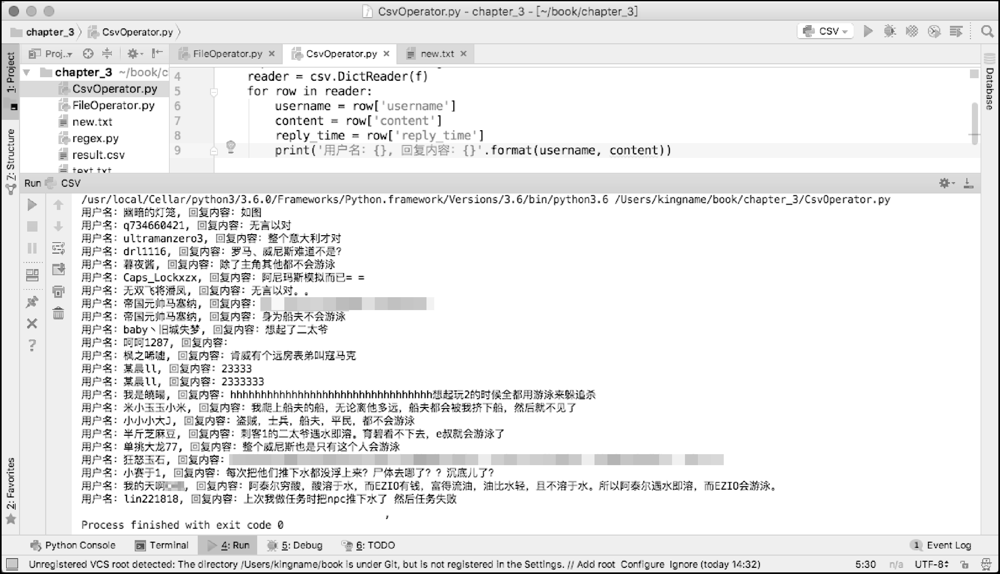 CsvOperator.py - chapter_3 - [~/book/chapter_3]
chapter_3 CsvOperator.py CSV
1: Project
Proj..
FileOperator.py
CsvOperator.py
new.txt
Database
chapter_3 ~/book/c
CsvOperator.py
FileOperator.py
new.txt
regex.py
result.csv
text.txt
7: Structure
4 reader = csv.DictReader(f)
5 for row in reader:
6 username = row['username']
7 content = row['content']
8 reply_time = row['reply_time']
9 print('用户名: {}, 回复内容: {}'.format(username, content))
Run CSV
/usr/local/Cellar/python3/3.6.0/Frameworks/Python.framework/Versions/3.6/bin/python3.6 /Users/kingname/book/chapter_3/CsvOperator.py
用户名: 幽暗的灯笼, 回复内容: 如图
用户名: q734660421, 回复内容: 无言以对
用户名: ultramanzero3, 回复内容: 整个意大利才对
用户名: drl1116, 回复内容: 罗马、威尼斯难道不是?
用户名: 暮夜酱, 回复内容: 除了主角其他都不会游泳
用户名: Caps_Lockxzx, 回复内容: 阿尼玛斯模拟而已= =
用户名: 无双飞将潘凤, 回复内容: 无言以对。。
用户名: 帝国元帅马塞纳, 回复内容:
用户名: 帝国元帅马塞纳, 回复内容: 身为船夫不会游泳
用户名: baby丶旧城失梦, 回复内容: 想起了二太爷
用户名: 呵呵1287, 回复内容:
用户名: 枫之唏嘘, 回复内容: 肯威有个远房表弟叫寇马克
用户名: 某晨ll, 回复内容: 23333
用户名: 某晨ll, 回复内容: 2333333
用户名: 我是皢暘, 回复内容: hhhhhhhhhhhhhhhhhhhhhhhhhhhhhhhhh想起玩2的时候全都用游泳来躲追杀
用户名: 米小玉玉小米, 回复内容: 我爬上船夫的船, 无论离他多远, 船夫都会被我挤下船, 然后就不见了
用户名: 小小小大J, 回复内容: 盗贼, 士兵, 船夫, 平民, 都不会游泳
用户名: 半斤芝麻豆, 回复内容: 刺客1的二太爷遇水即溶。育碧看不下去, e叔就会游泳了
用户名: 单挑大龙77, 回复内容: 整个威尼斯也是只有这个人会游泳
用户名: 狂怒玉石, 回复内容:
用户名: 小赛于1, 回复内容: 每次把他们推下水都没浮上来? 尸体去哪了? ? 沉底儿了?
用户名: 我的天啊, 回复内容: 阿泰尔穷酸, 酸溶于水, 而EZIO有钱, 富得流油, 油比水轻, 且不溶于水。所以阿泰尔遇水即溶, 而EZIO会游泳。
用户名: lin221818, 回复内容: 上次我做任务时把npc推下水了 然后任务失败
,
Process finished with exit code 0
2: Favorites
Python Console Terminal 4: Run 5: Debug 6: TODO 1 Event Log
Unregistered VCS root detected: The directory /Users/kingname/book is under Git, but is not registered in the Settings. // Add root Configure Ignore (today 14:32) 5:30 n/a UTF-8